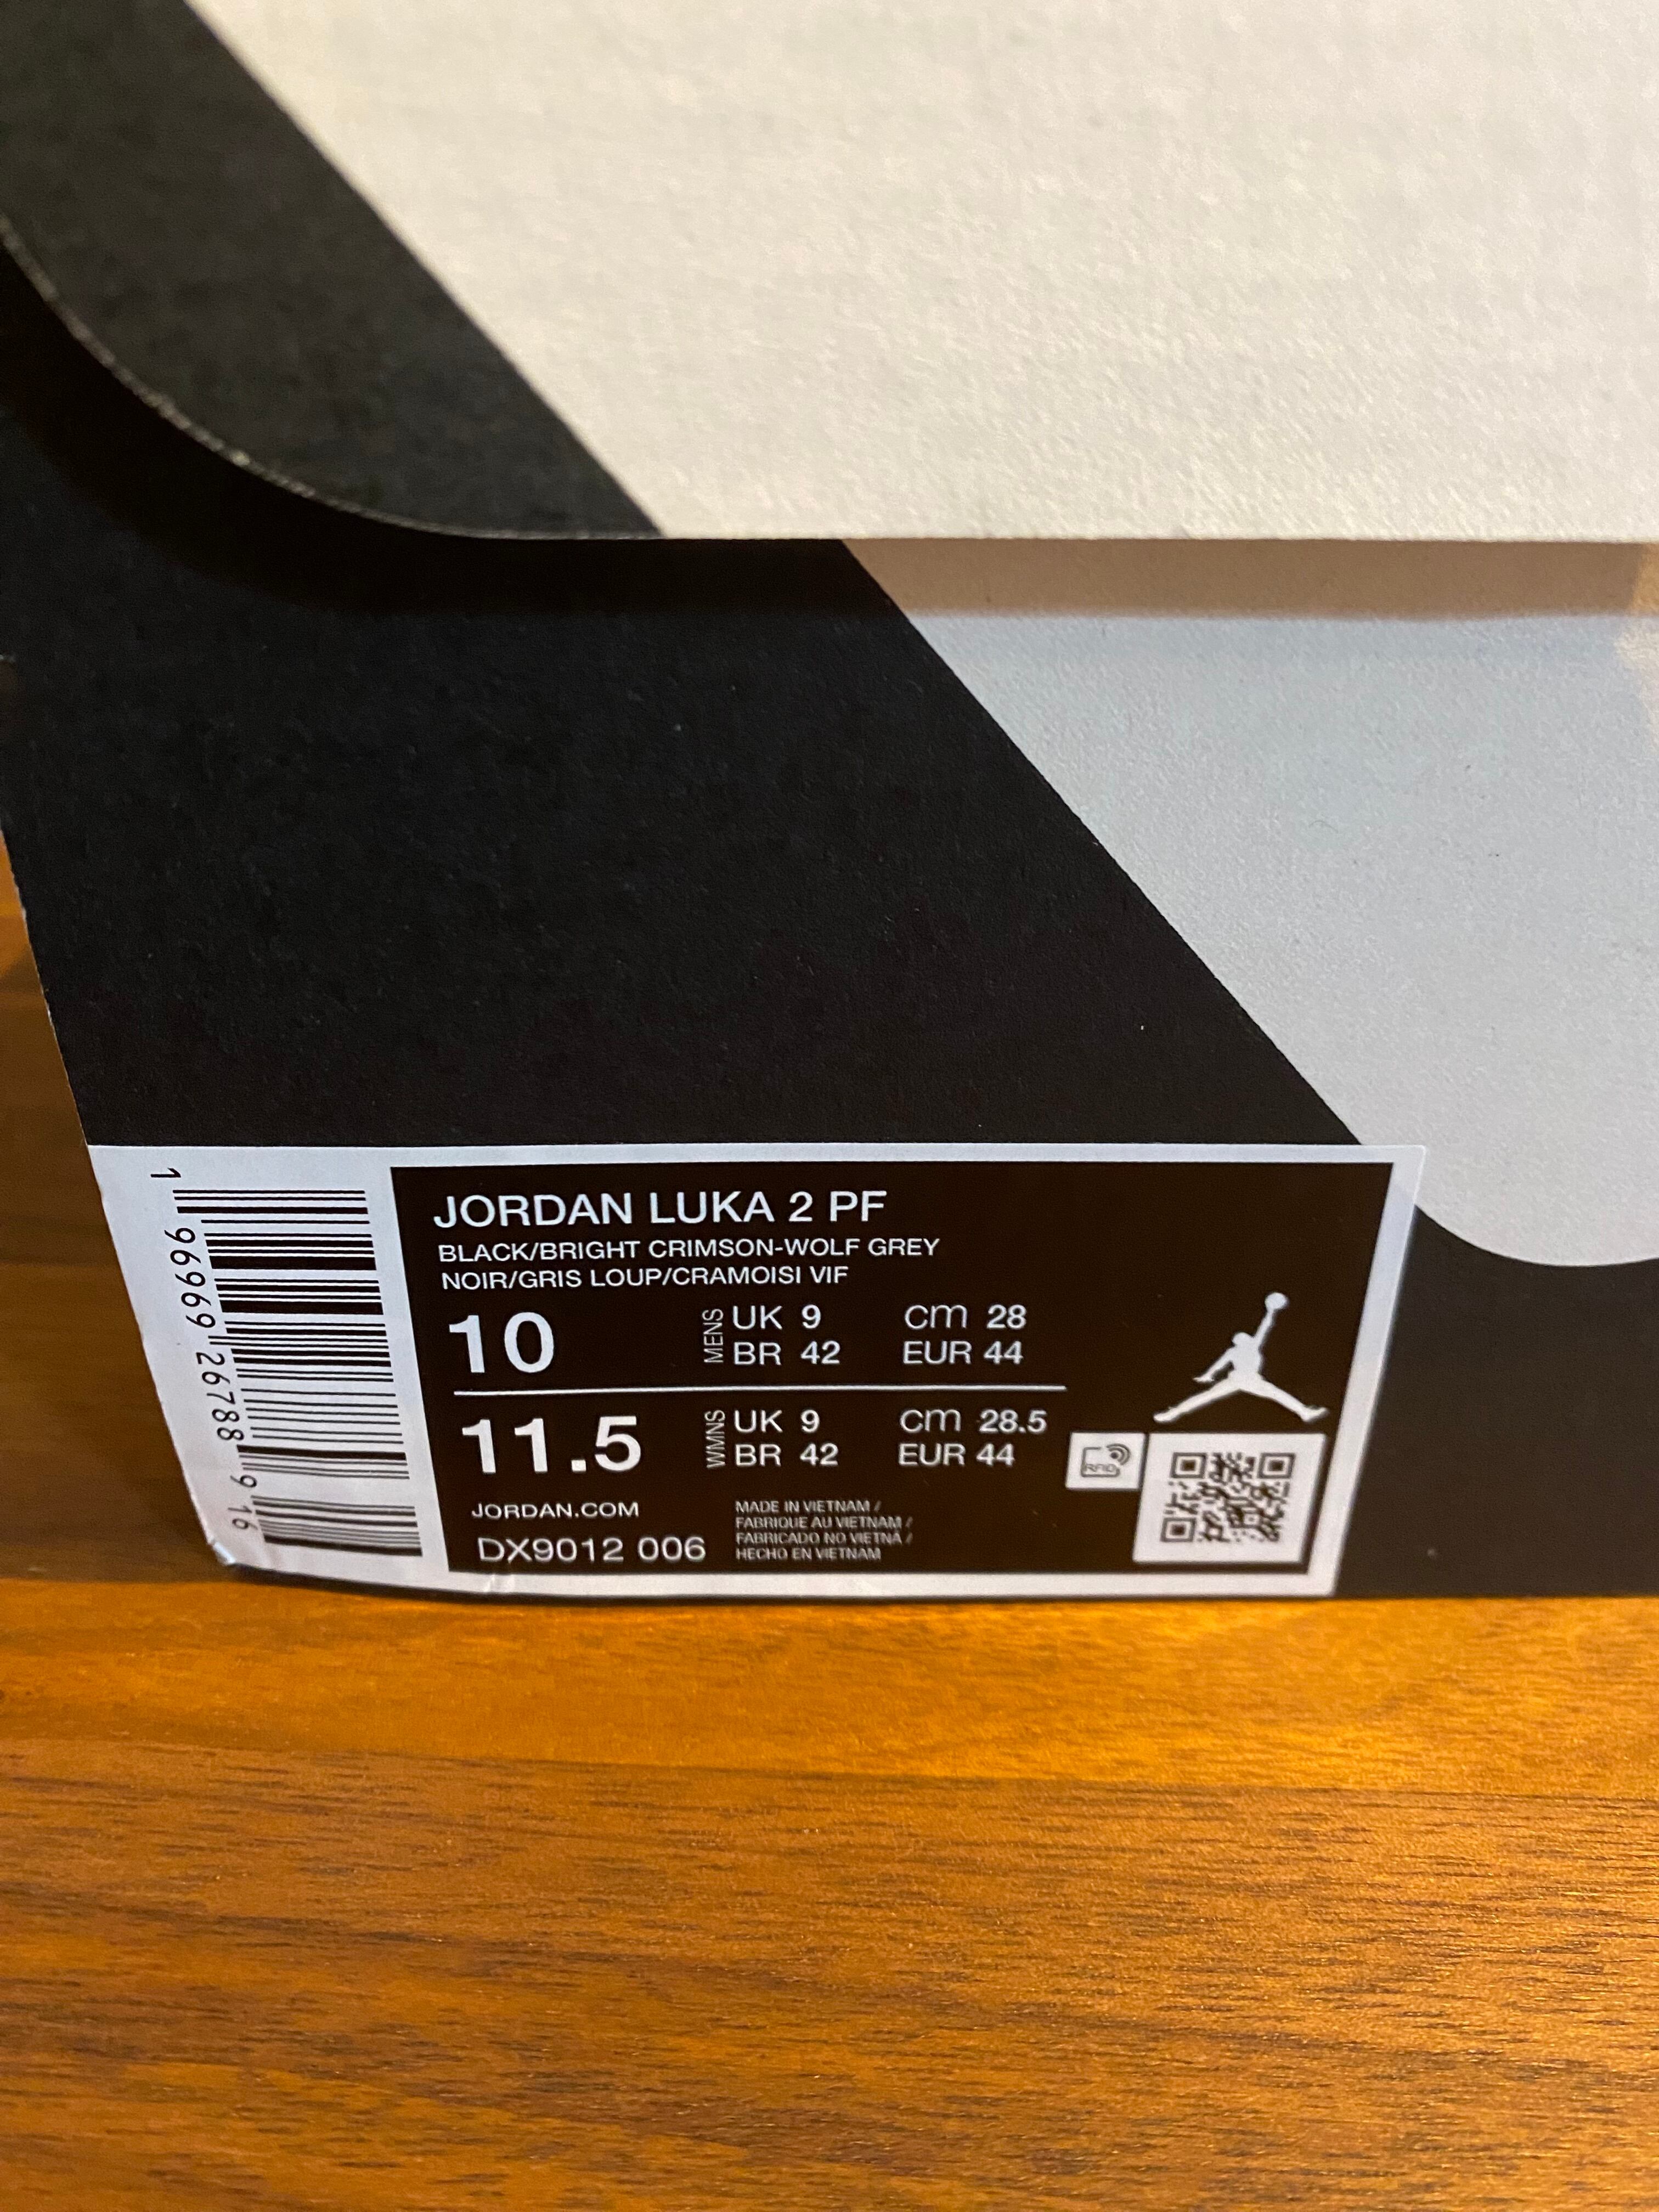 1 96969 26788 9 16
JORDAN LUKA 2 PF
BLACK/BRIGHT CRIMSON-WOLF GREY
NOIR/GRIS LOUP/CRAMOISI VIF
10
MENS
UK 9
cm 28
BR 42
EUR 44
11.5
WMNS
UK 9
cm 28.5
BR 42
EUR 44
RFID
JORDAN.COM
DX9012 006
MADE IN VIETNAM /
FABRIQUE AU VIETNAM /
FABRICADO NO VIETNÃ /
HECHO EN VIETNAM